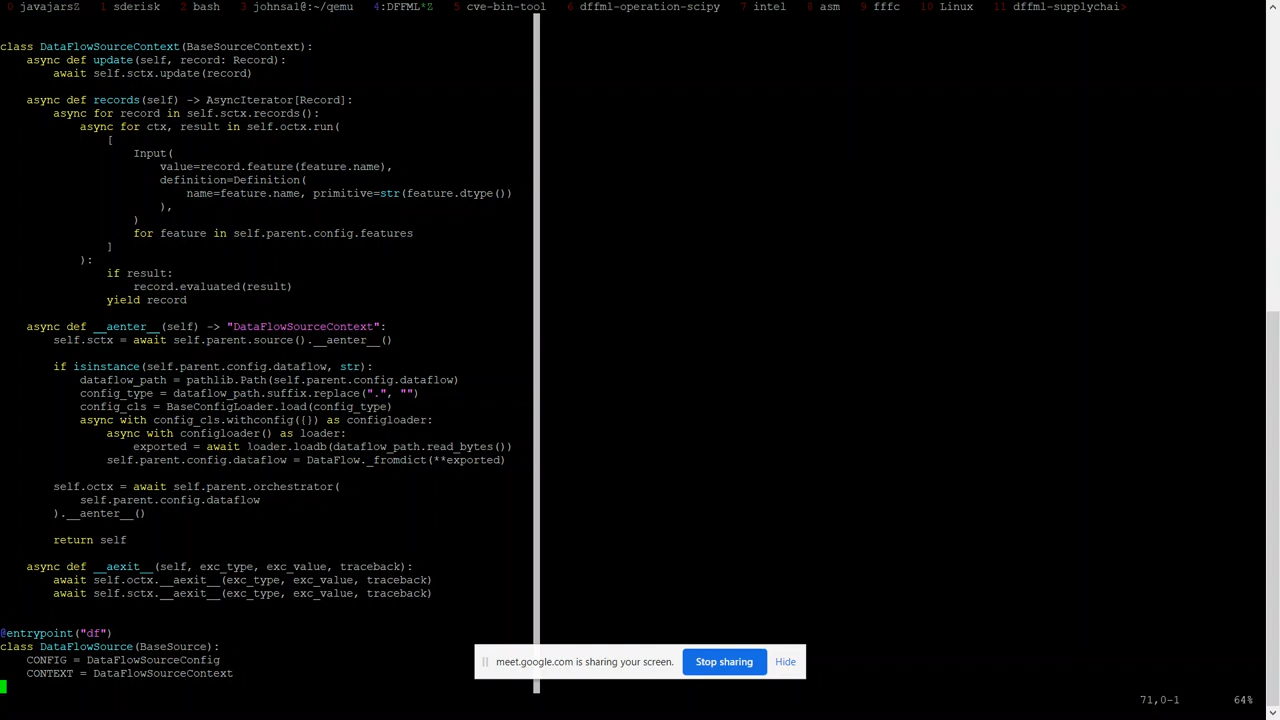 0 javajarsZ 1 sderisk 2 bash 3 johnsa1@:~/qemu 4:DFFML*Z 5 cve-bin-tool 6 dffml-operation-scipy 7 intel 8 asm 9 fffc 10 Linux 11 dffml-supplychai>
class DataFlowSourceContext(BaseSourceContext):
    async def update(self, record: Record):
        await self.sctx.update(record)
    async def records(self) -> AsyncIterator[Record]:
        async for record in self.sctx.records():
            async for ctx, result in self.octx.run(
                [
                    Input(
                        value=record.feature(feature.name),
                        definition=Definition(
                            name=feature.name, primitive=str(feature.dtype())
                        ),
                    )
                    for feature in self.parent.config.features
                ]
            ):
                if result:
                    record.evaluated(result)
                yield record
    async def __aenter__(self) -> "DataFlowSourceContext":
        self.sctx = await self.parent.source().__aenter__()
        if isinstance(self.parent.config.dataflow, str):
            dataflow_path = pathlib.Path(self.parent.config.dataflow)
            config_type = dataflow_path.suffix.replace(".", "")
            config_cls = BaseConfigLoader.load(config_type)
            async with config_cls.withconfig({}) as configloader:
                async with configloader() as loader:
                    exported = await loader.loadb(dataflow_path.read_bytes())
                self.parent.config.dataflow = DataFlow._fromdict(**exported)
        self.octx = await self.parent.orchestrator(
            self.parent.config.dataflow
        ).__aenter__()
        return self
    async def __aexit__(self, exc_type, exc_value, traceback):
        await self.octx.__aexit__(exc_type, exc_value, traceback)
        await self.sctx.__aexit__(exc_type, exc_value, traceback)
@entrypoint("df")
class DataFlowSource(BaseSource):
    CONFIG = DataFlowSourceConfig
    CONTEXT = DataFlowSourceContext
meet.google.com is sharing your screen. Stop sharing Hide
71,0-1 64%